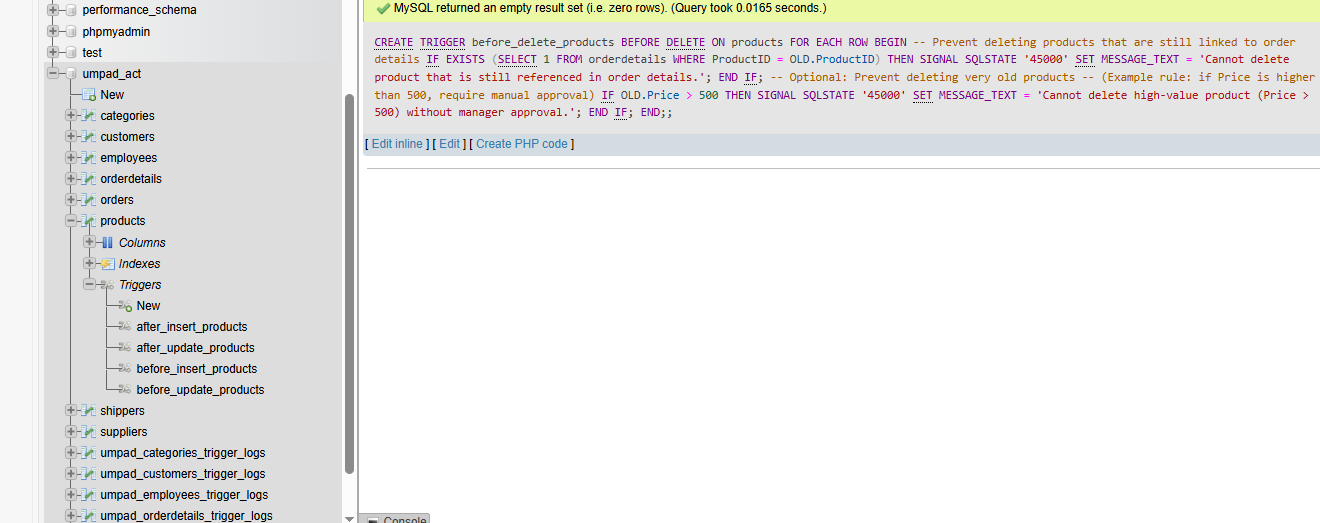 performance_schema
phpmyadmin
test
umpad_act
New
categories
customers
employees
orderdetails
orders
products
Columns
Indexes
Triggers
New
after_insert_products
after_update_products
before_insert_products
before_update_products
shippers
suppliers
umpad_categories_trigger_logs
umpad_customers_trigger_logs
umpad_employees_trigger_logs
umpad_orderdetails_trigger_logs
MySQL returned an empty result set (i.e. zero rows). (Query took 0.0165 seconds.)
CREATE TRIGGER before_delete_products BEFORE DELETE ON products FOR EACH ROW BEGIN -- Prevent deleting products that are still linked to order
details IF EXISTS (SELECT 1 FROM orderdetails WHERE ProductID = OLD.ProductID) THEN SIGNAL SQLSTATE '45000' SET MESSAGE_TEXT = 'Cannot delete
product that is still referenced in order details.'; END IF; -- Optional: Prevent deleting very old products -- (Example rule: if Price is higher
than 500, require manual approval) IF OLD.Price > 500 THEN SIGNAL SQLSTATE '45000' SET MESSAGE_TEXT = 'Cannot delete high-value product (Price >
500) without manager approval.'; END IF; END;;
[ Edit inline ] [ Edit ] [ Create PHP code ]
Console